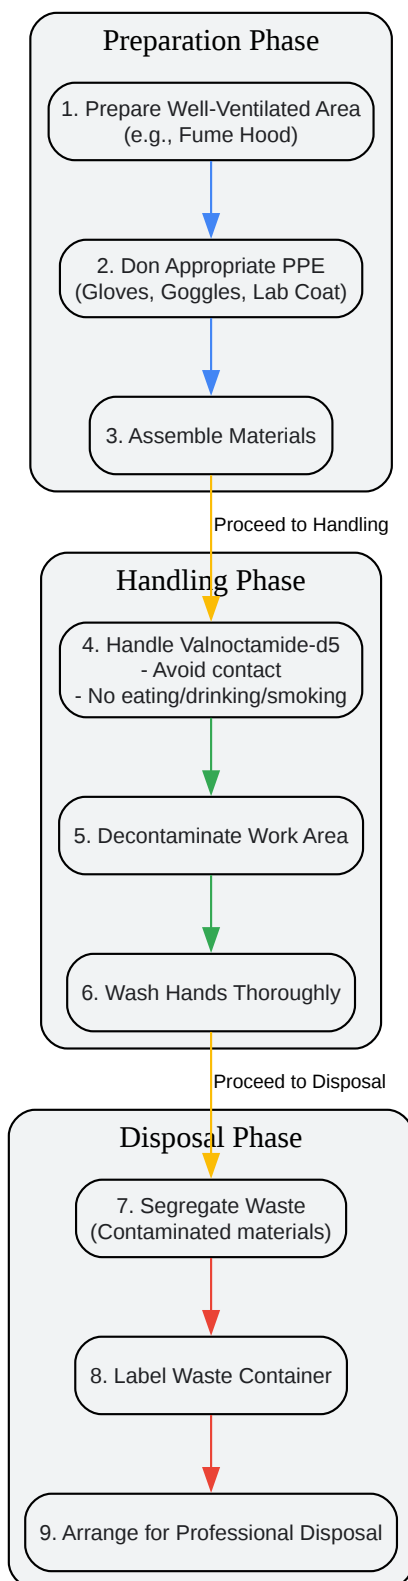 Preparation Phase
1. Prepare Well-Ventilated Area
(e.g., Fume Hood)
2. Don Appropriate PPE
(Gloves, Goggles, Lab Coat)
3. Assemble Materials
Proceed to Handling
Handling Phase
4. Handle Valnoctamide-d5
- Avoid contact
- No eating/drinking/smoking
5. Decontaminate Work Area
6. Wash Hands Thoroughly
Proceed to Disposal
Disposal Phase
7. Segregate Waste
(Contaminated materials)
8. Label Waste Container
9. Arrange for Professional Disposal